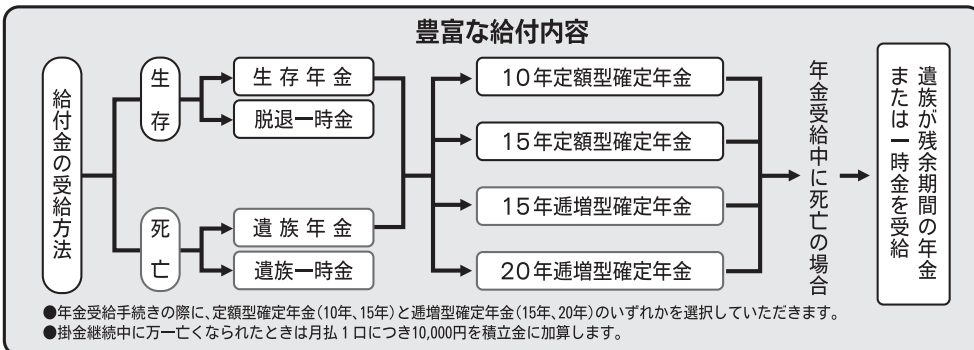 豊富な給付内容
給付金の受給方法
生存
生存年金
脱退一時金
死亡
遺族年金
遺族一時金
10年定額型確定年金
15年定額型確定年金
15年逓増型確定年金
20年逓増型確定年金
年金受給中に死亡の場合
遺族が残余期間の年金
または一時金を受給
●年金受給手続きの際に、定額型確定年金(10年、15年)と逓増型確定年金(15年、20年)のいずれかを選択していただきます。
●掛金継続中に万一亡くなられたときは月払1口につき10,000円を積立金に加算します。